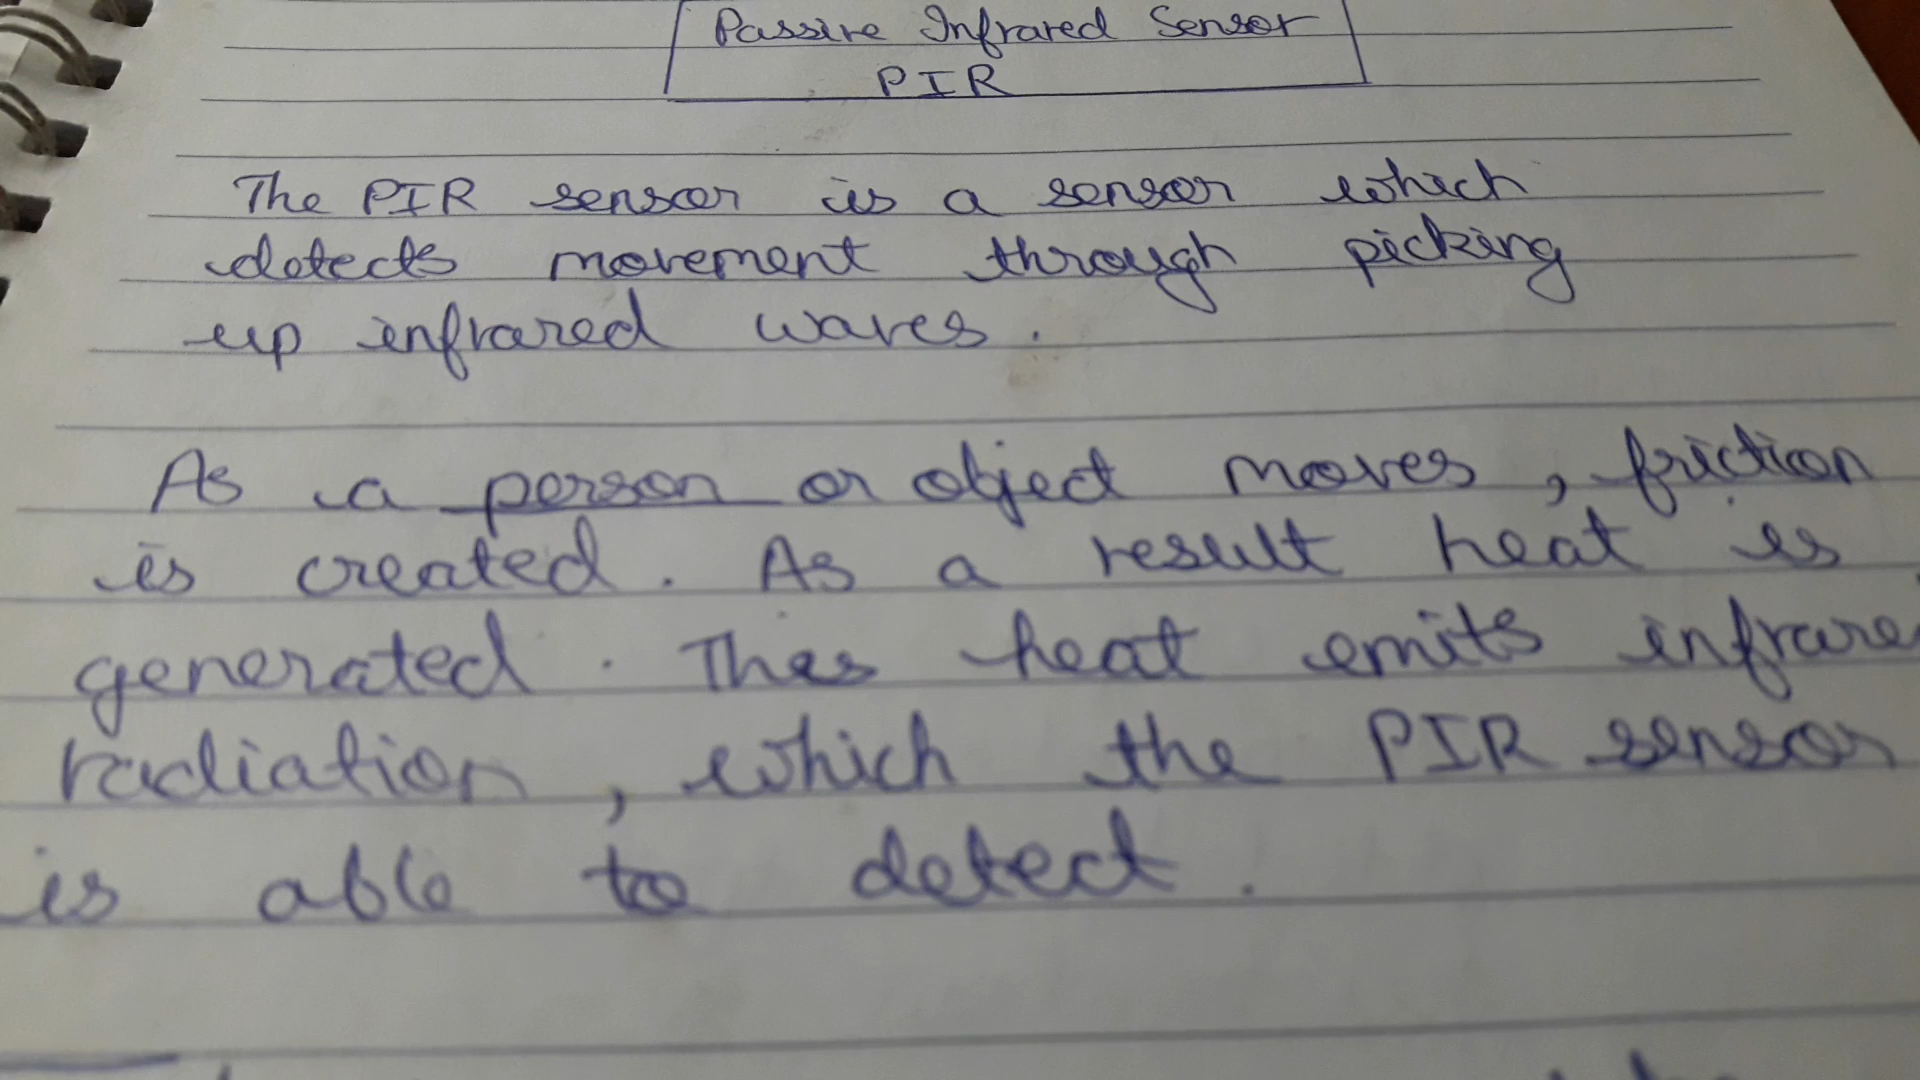 Passive Infrared Sensor
PIR
The PIR sensor is a sensor which
detects movement through picking
up infrared waves.
As a person or object moves, friction
is created. As a result heat is
generated. This heat emits infrare
radiation, which the PIR sensor
is able to detect.